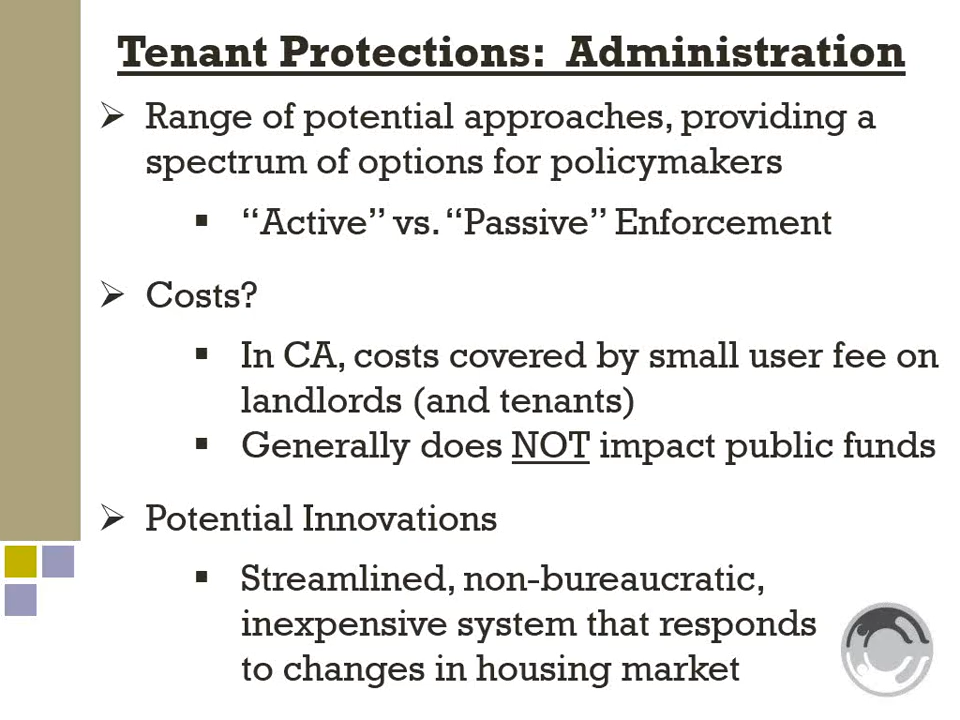 Tenant Protections:  Administration
➢ Range of potential approaches, providing a
spectrum of options for policymakers
▪ “Active” vs. “Passive” Enforcement
➢ Costs?
▪ In CA, costs covered by small user fee on
landlords (and tenants)
▪ Generally does NOT impact public funds
➢ Potential Innovations
▪ Streamlined, non-bureaucratic,
inexpensive system that responds
to changes in housing market